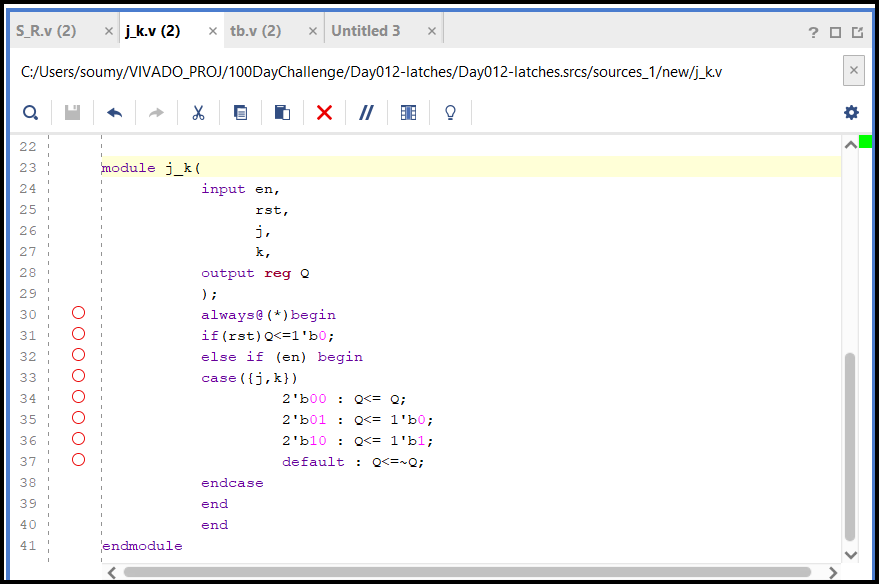 S_R.v (2) × j_k.v (2) × tb.v (2) × Untitled 3 × ?
C:/Users/soumy/VIVADO_PROJ/100DayChallenge/Day012-latches/Day012-latches.srcs/sources_1/new/j_k.v ×
22
23 module j_k(
24 input en,
25 rst,
26 j,
27 k,
28 output reg Q
29 );
30 always@(*)begin
31 if(rst)Q<=1'b0;
32 else if (en) begin
33 case({j,k})
34 2'b00 : Q<= Q;
35 2'b01 : Q<= 1'b0;
36 2'b10 : Q<= 1'b1;
37 default : Q<=~Q;
38 endcase
39 end
40 end
41 endmodule